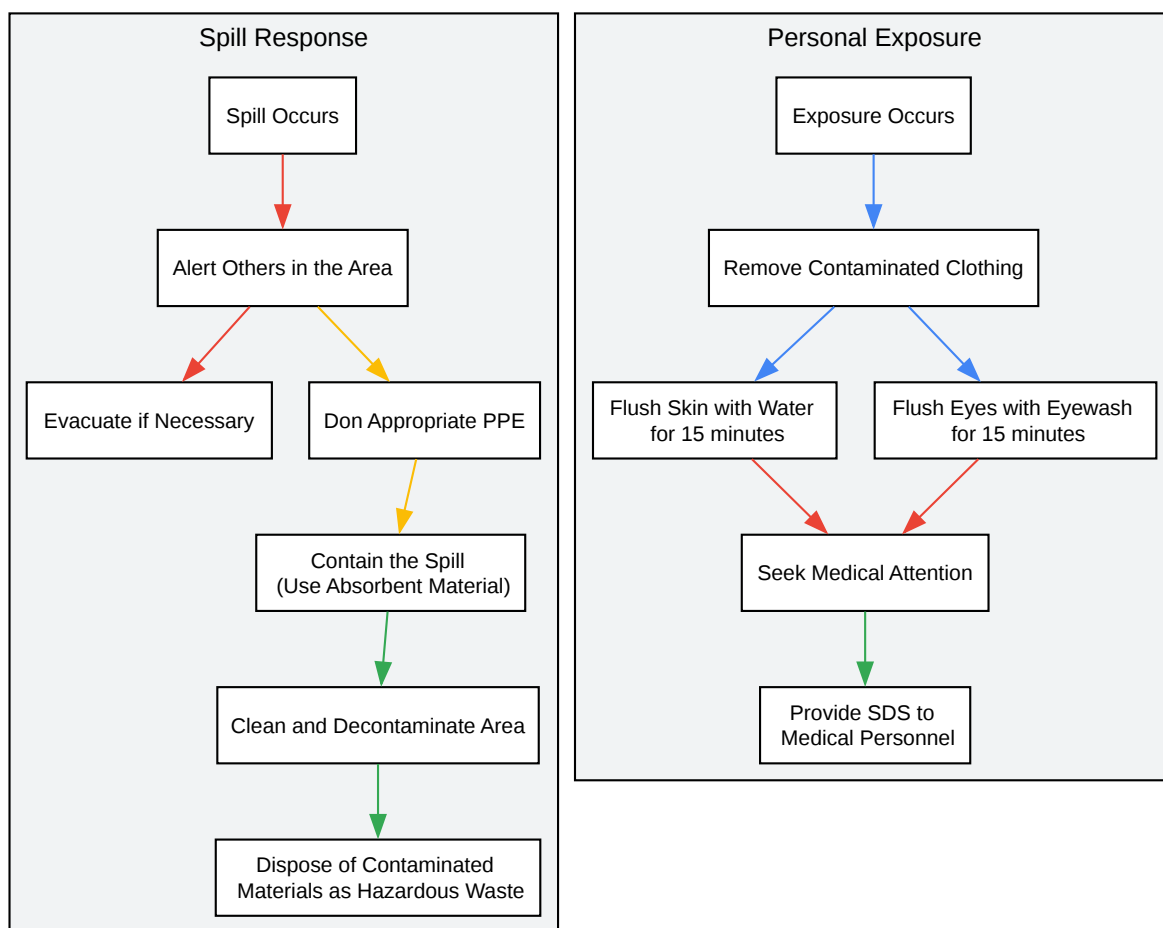 Spill Response
Spill Occurs
Alert Others in the Area
Evacuate if Necessary
Don Appropriate PPE
Contain the Spill
(Use Absorbent Material)
Clean and Decontaminate Area
Dispose of Contaminated
Materials as Hazardous Waste
Personal Exposure
Exposure Occurs
Remove Contaminated Clothing
Flush Skin with Water
for 15 minutes
Flush Eyes with Eyewash
for 15 minutes
Seek Medical Attention
Provide SDS to
Medical Personnel